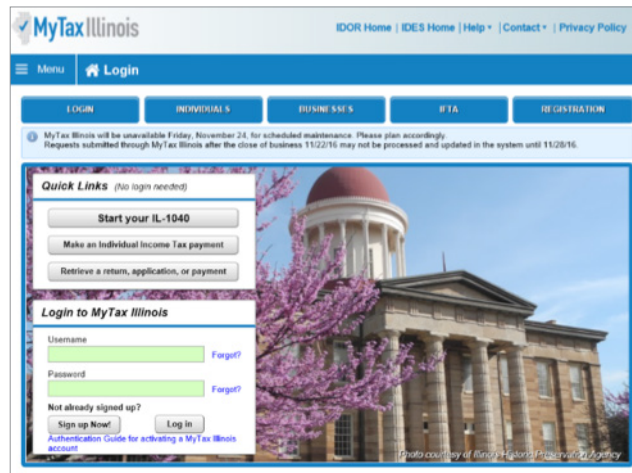 MyTax Illinois
IDOR Home | IDES Home | Help | Contact | Privacy Policy
Menu Login
LOGIN INDIVIDUALS BUSINESSES IFTA REGISTRATION
MyTax Illinois will be unavailable Friday, November 24, for scheduled maintenance. Please plan accordingly.
Requests submitted through MyTax Illinois after the close of business 11/22/16 may not be processed and updated in the system until 11/28/16.
Quick Links (No login needed)
Start your IL-1040
Make an Individual Income Tax payment
Retrieve a return, application, or payment
Login to MyTax Illinois
Username
Forgot?
Password
Forgot?
Not already signed up?
Sign up Now! Log in
Authentication Guide for activating a MyTax Illinois
account
Photo courtesy of Illinois Historic Preservation Agency